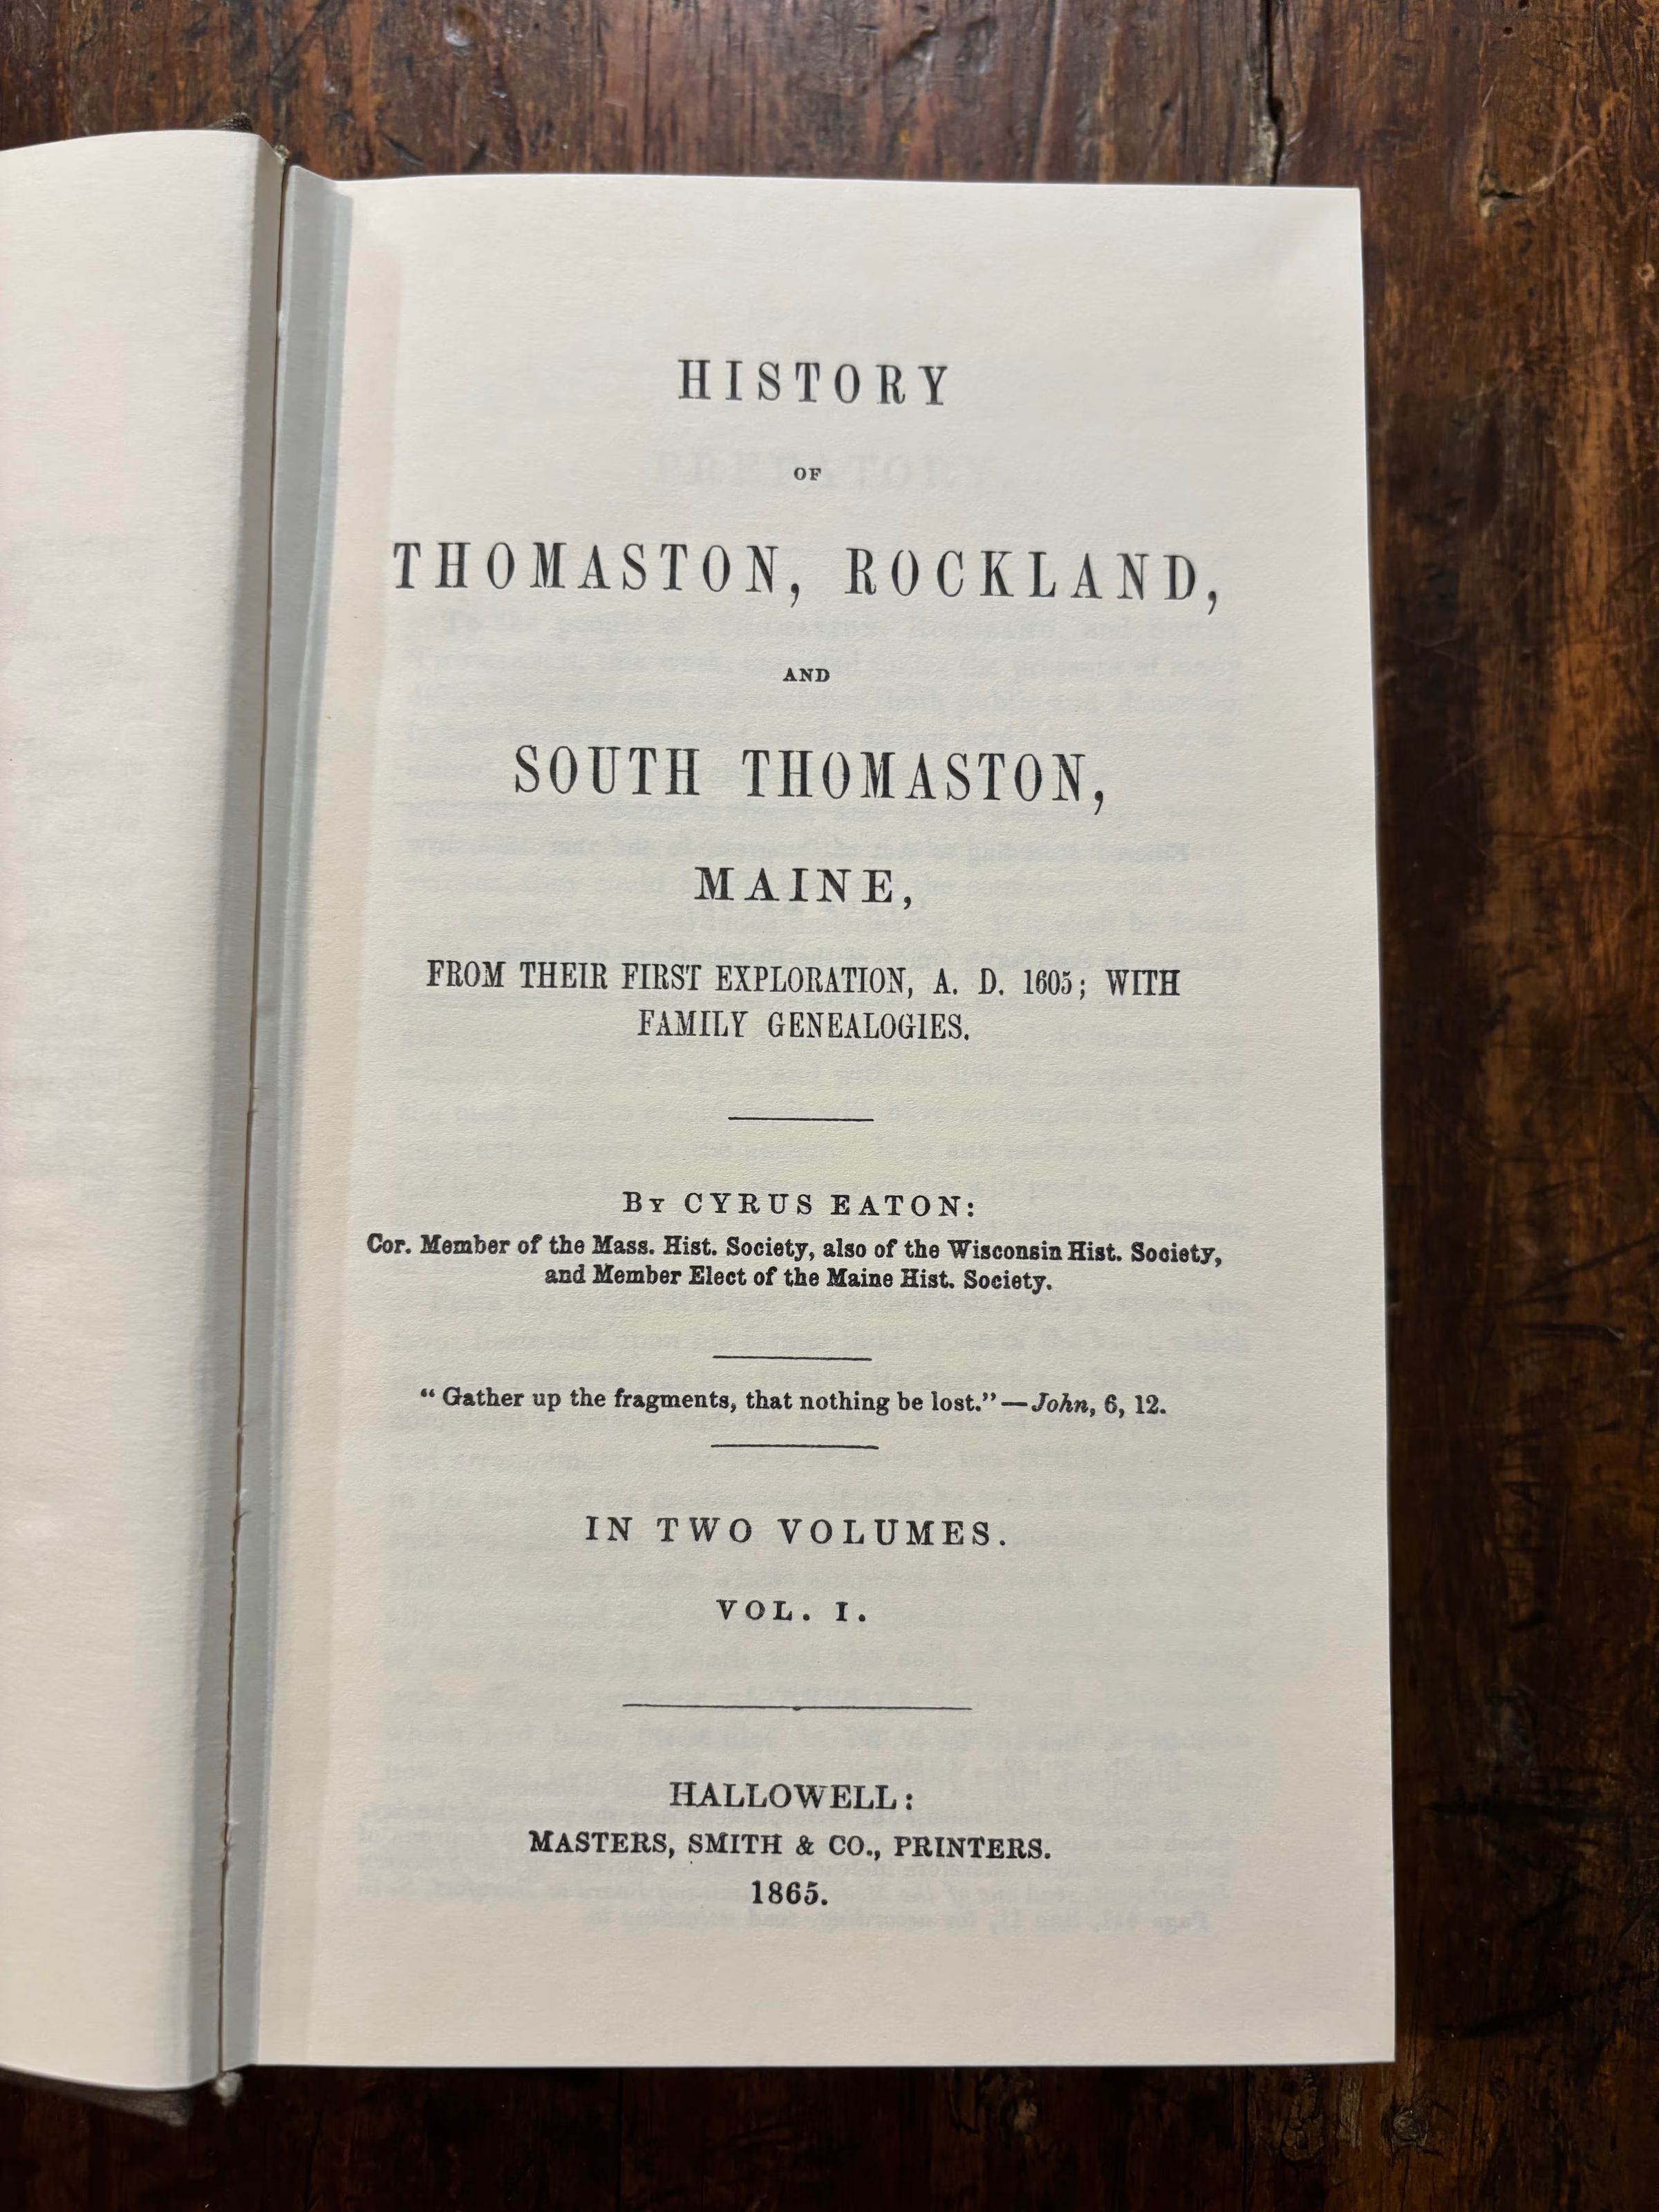 HISTORY
OF
THOMASTON, ROCKLAND,
AND
SOUTH THOMASTON,
MAINE,
FROM THEIR FIRST EXPLORATION, A. D. 1605; WITH
FAMILY GENEALOGIES.
By CYRUS EATON:
Cor. Member of the Mass. Hist. Society, also of the Wisconsin Hist. Society,
and Member Elect of the Maine Hist. Society.
“Gather up the fragments, that nothing be lost.”—John, 6, 12.
IN TWO VOLUMES.
VOL. I.
HALLOWELL:
MASTERS, SMITH & CO., PRINTERS.
1865.